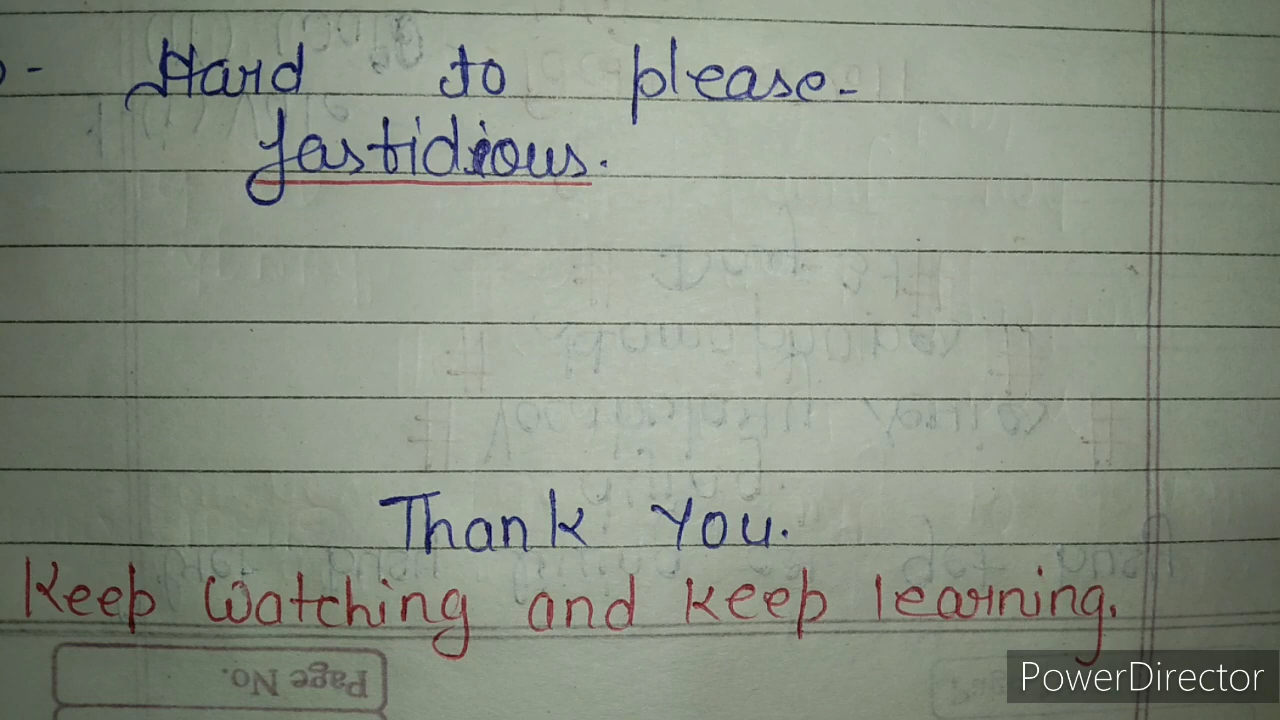 - Hard to please-
fastidious.
Thank You.
Keep watching and keep learning.
Page No.
PowerDirector